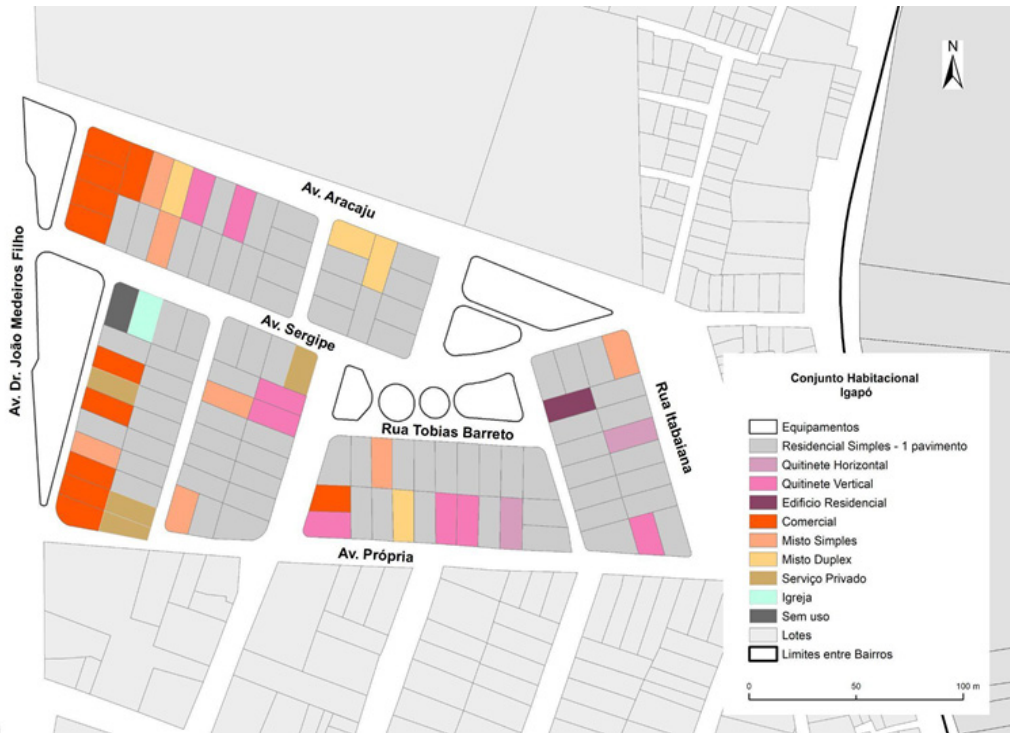 N
Av. Aracaju
Av. Dr. João Medeiros Filho
Av. Sergipe
Rua Itabaiana
Rua Tobias Barreto
Av. Própria
Conjunto Habitacional
Igapó
Equipamentos
Residencial Simples - 1 pavimento
Quitinete Horizontal
Quitinete Vertical
Edificio Residencial
Comercial
Misto Simples
Misto Duplex
Serviço Privado
Igreja
Sem uso
Lotes
Limites entre Bairros
0 50 100 m